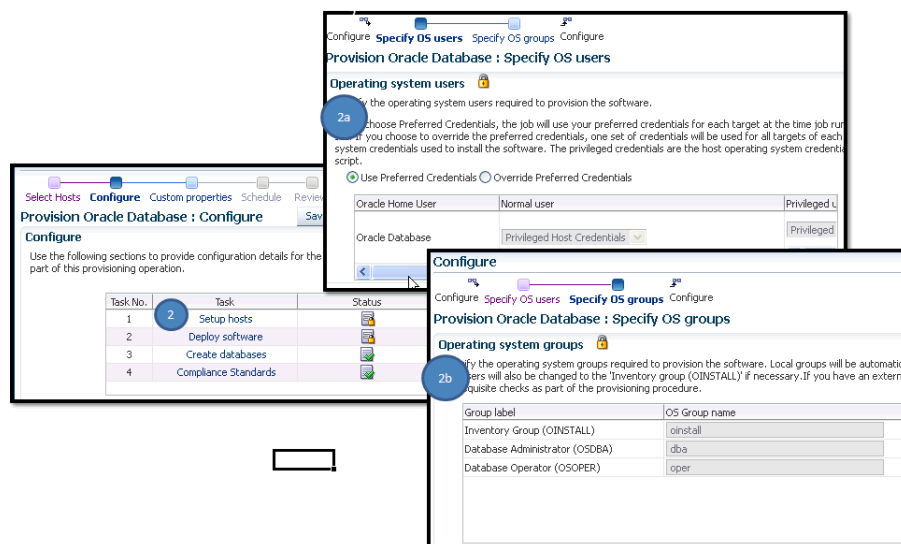 Configure Specify OS users Specify OS groups Configure
Provision Oracle Database : Specify OS users
Operating system users
the operating system users required to provision the software.
2a
choose Preferred Credentials, the job will use your preferred credentials for each target at the time job run
If you choose to override the preferred credentials, one set of credentials will be used for all targets of each
system credentials used to install the software. The privileged credentials are the host operating system credentia
script.
Use Preferred Credentials Override Preferred Credentials
Oracle Home User Normal user Privileged u
Oracle Database Privileged Host Credentials Privileged
Select Hosts Configure Custom properties Schedule Review
Provision Oracle Database : Configure Sav
Configure
Use the following sections to provide configuration details for the
part of this provisioning operation.
Task No. Task Status
1 2 Setup hosts
2 Deploy software
3 Create databases
4 Compliance Standards
Configure
Configure Specify OS users Specify OS groups Configure
Provision Oracle Database : Specify OS groups
Operating system groups
ify the operating system groups required to provision the software. Local groups will be automatic
2b
sers will also be changed to the 'Inventory group (OINSTALL)' if necessary.If you have an extern
quisite checks as part of the provisioning procedure.
Group label OS Group name
Inventory Group (OINSTALL) oinstall
Database Administrator (OSDBA) dba
Database Operator (OSOPER) oper